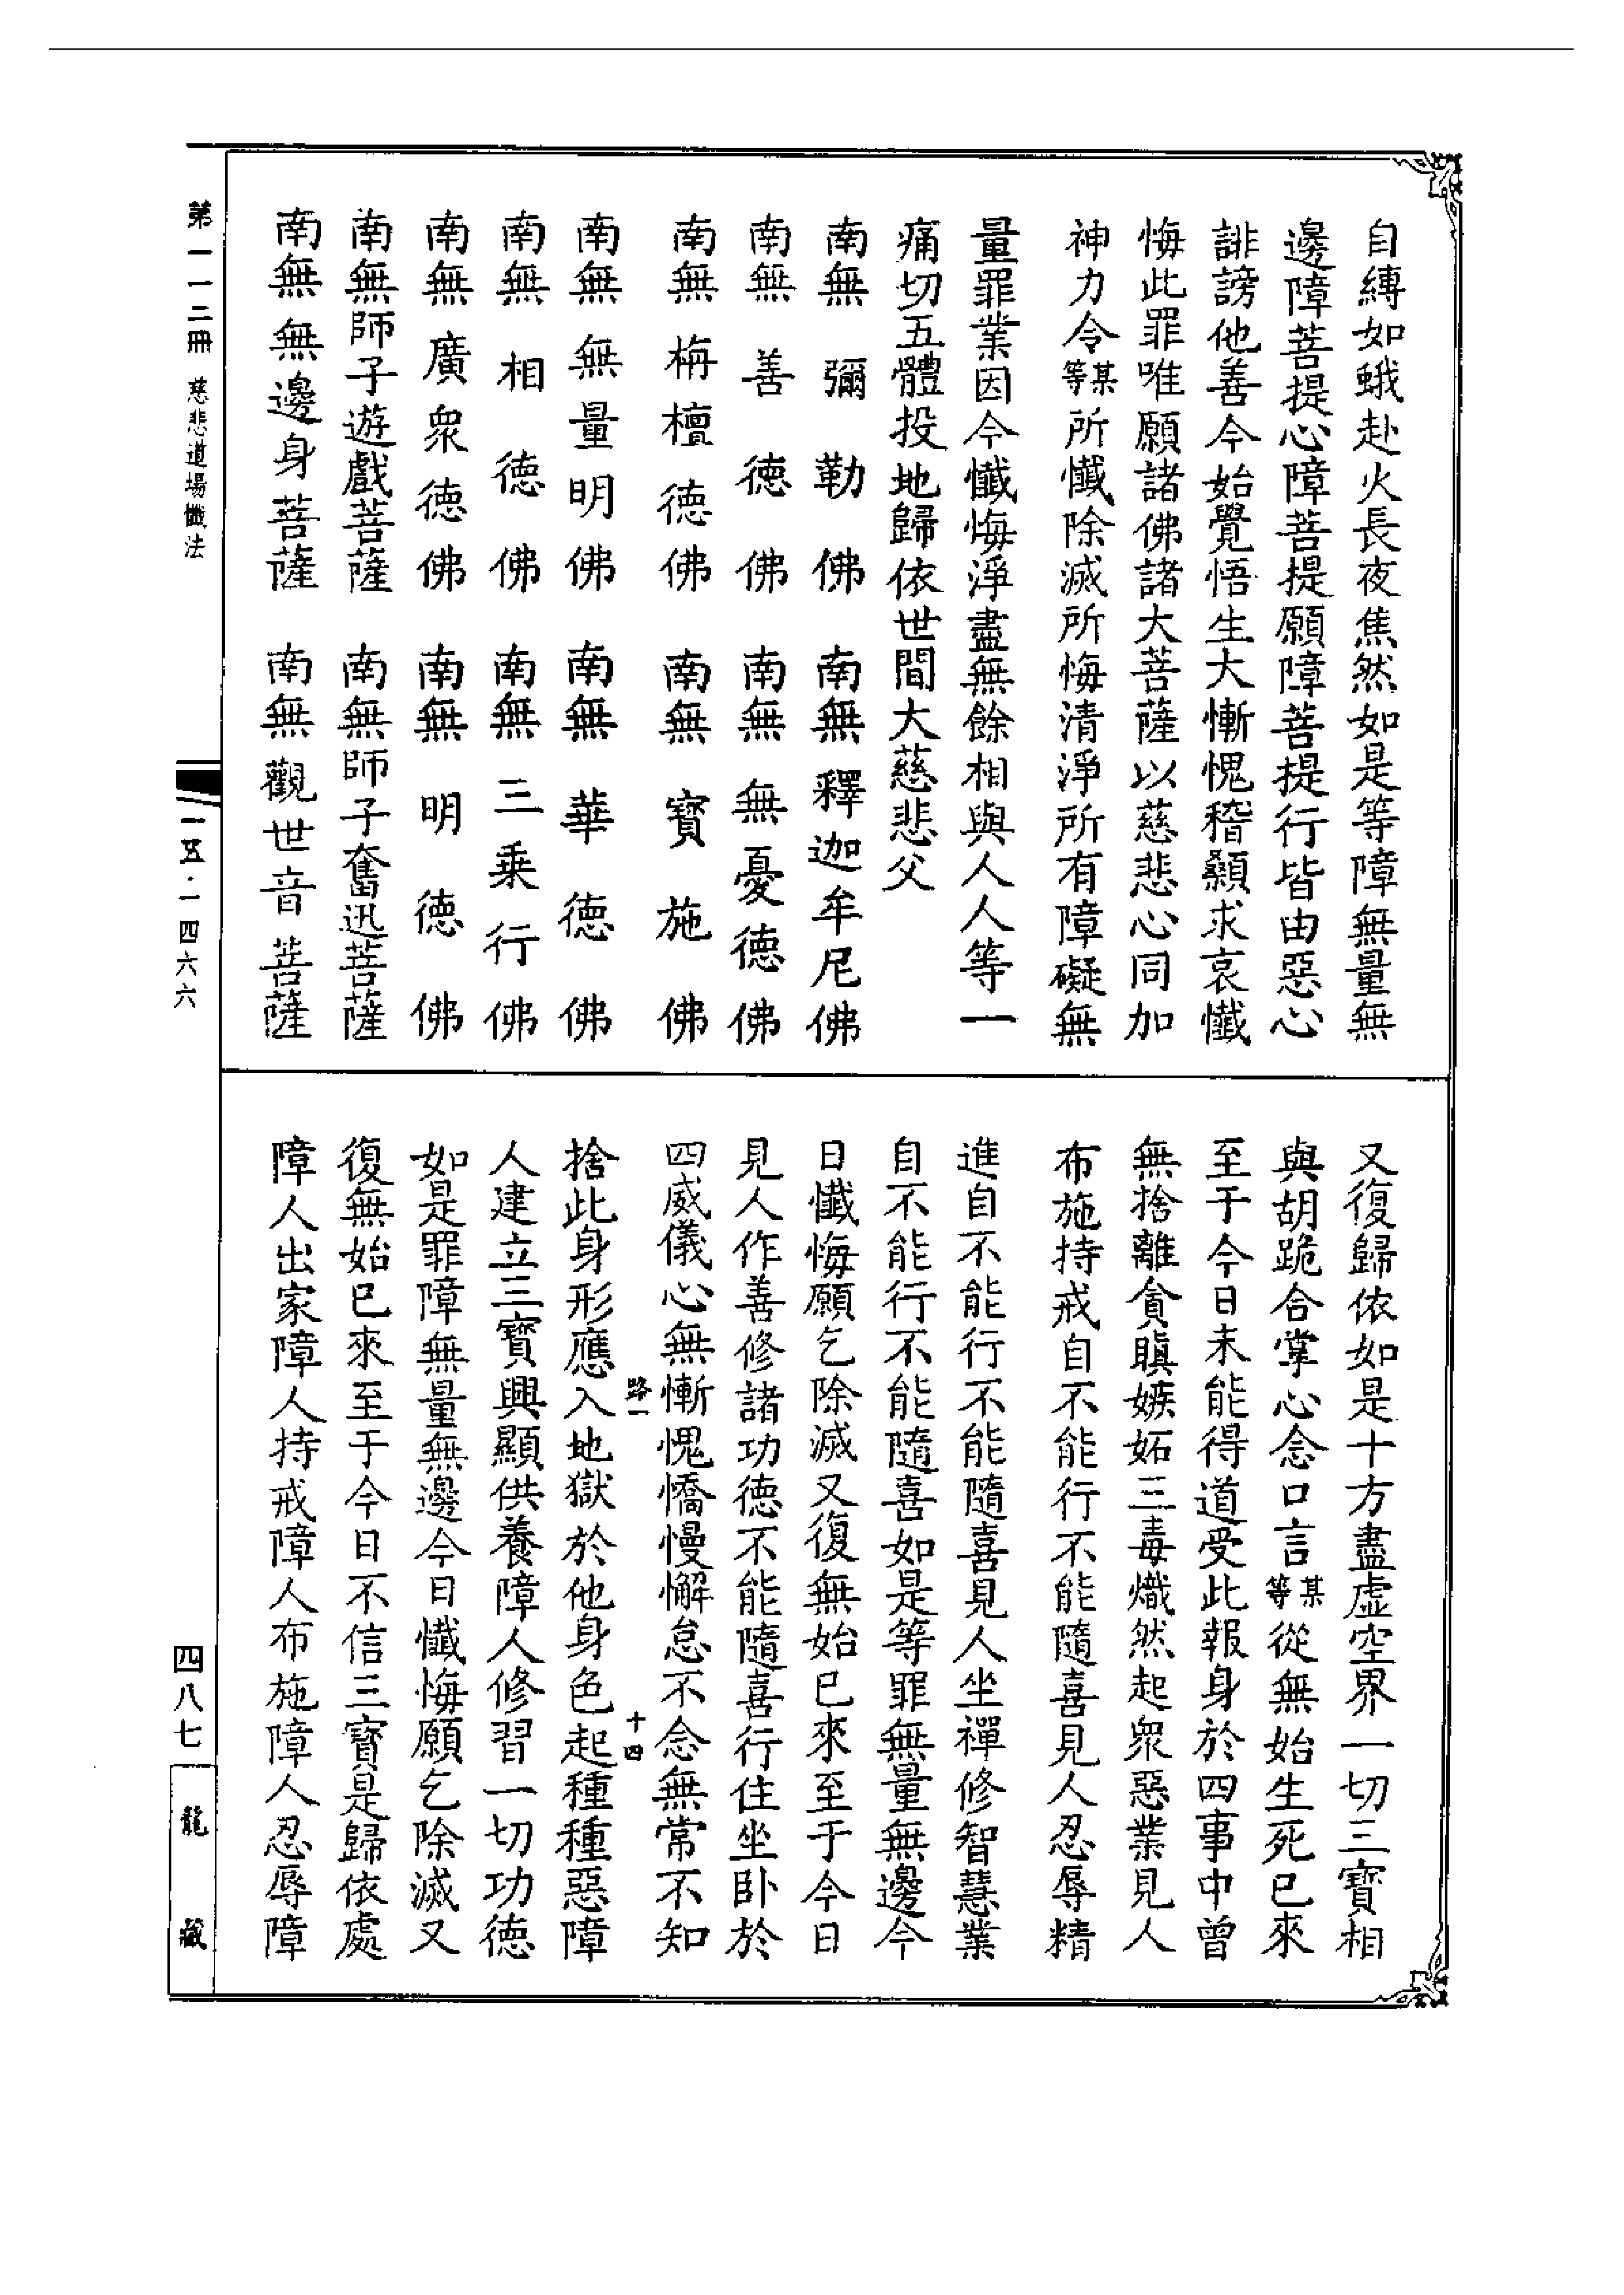 自縛如蛾赴火長夜焦然如是等障無量無
邊障菩提心障菩提願障菩提行皆由惡心
誹謗他善今始覺悟生大慚愧稽顙求哀懺
悔此罪唯願諸佛諸大菩薩以慈悲心同加
神力令某等所懺除滅所悔清淨所有障礙無
量罪業因今懺悔淨盡無餘相與人人等一
痛切五體投地歸依世間大慈悲父
南無彌勒佛 南無釋迦牟尼佛
南無善德佛 南無無憂德佛
南無栴檀德佛 南無寶施佛
南無無量明佛 南無華德佛
南無相德佛 南無三乗行佛
南無廣衆德佛 南無明德佛
南無師子遊戲菩薩 南無師子奮迅菩薩
南無無邊身菩薩 南無觀世音菩薩
又復歸依如是十方盡虛空界一切三寶相
與胡跪合掌心念口言某等從無始生死已來
至于今日未能得道受此報身於四事中曾
無捨離貪瞋嫉妬三毒熾然起衆惡業見人
布施持戒自不能行不能隨喜見人忍辱精
進自不能行不能隨喜見人坐禪修智慧業
自不能行不能隨喜如是等罪無量無邊今
日懺悔願乞除滅又復無始已來至于今日
見人作善修諸功德不能隨喜行住坐卧於
四威儀心無慚愧憍慢懈怠不念無常不知
路一 十四
捨此身形應入地獄於他身色起種種惡障
人建立三寶興顯供養障人修習一切功德
如是罪障無量無邊今日懺悔願乞除滅又
復無始已來至于今日不信三寶是歸依處
障人出家障人持戒障人布施障人忍辱障
第一一三冊 慈悲道場懺法
一五·一四六六
四八七
龍藏